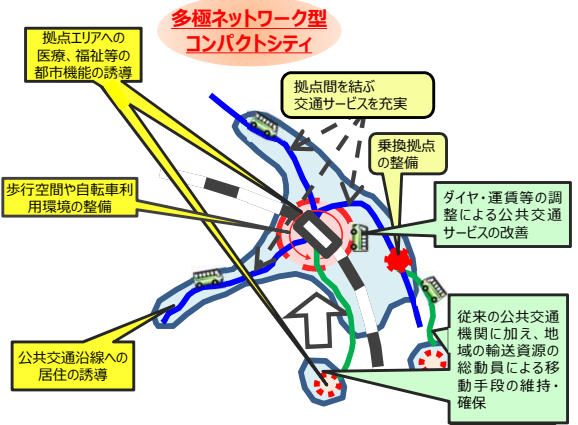 多極ネットワーク型
コンパクトシティ
拠点エリアへの
医療、福祉等の
都市機能の誘導
拠点間を結ぶ
交通サービスを充実
乗換拠点
の整備
歩行空間や自転車利
用環境の整備
ダイヤ・運賃等の調
整による公共交通
サービスの改善
公共交通沿線への
居住の誘導
従来の公共交通
機関に加え、地
域の輸送資源の
総動員による移
動手段の維持・
確保